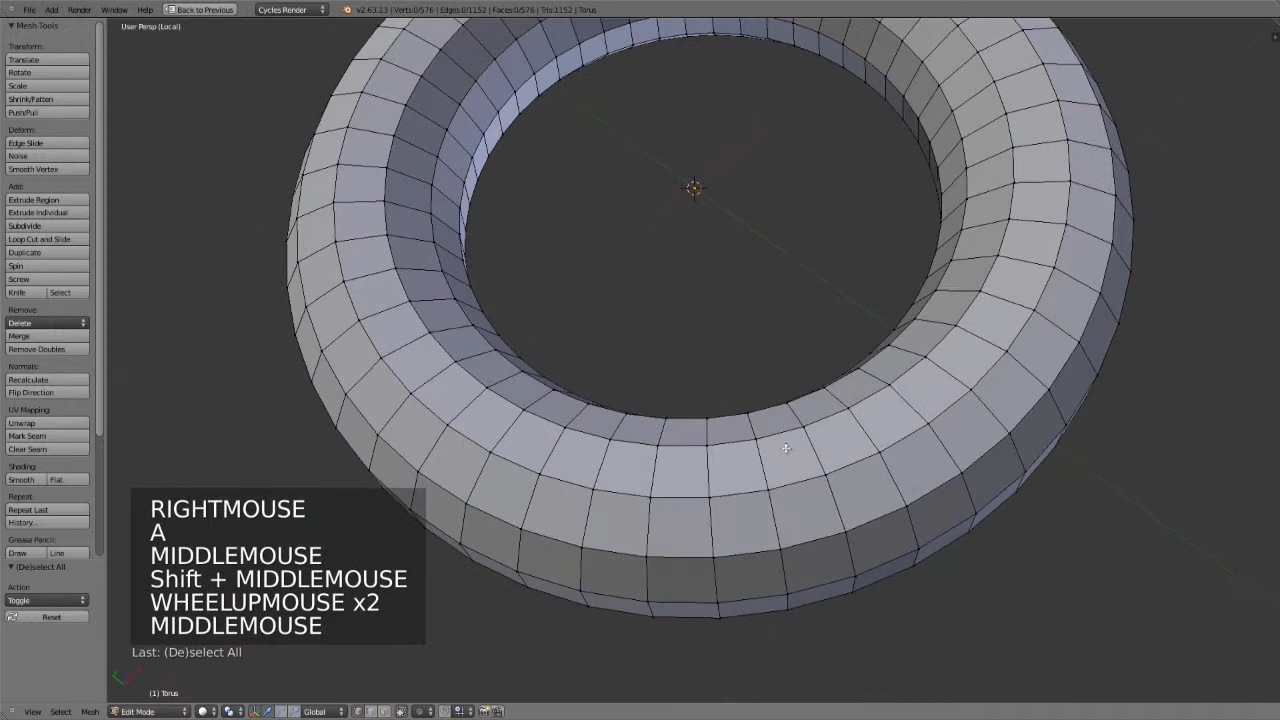 File Add Render Window Help Back to Previous Cycles Render v2.63.13 | Verts:0/576 | Edges:0/1152 | Faces:0/576 | Tris:1152 | Torus
Mesh Tools
User Persp (Local)
Transform:
Translate
Rotate
Scale
Shrink/Fatten
Push/Pull
Deform:
Edge Slide
Noise
Smooth Vertex
Add:
Extrude Region
Extrude Individual
Subdivide
Loop Cut and Slide
Duplicate
Spin
Screw
Knife Select
Remove:
Delete
Merge
Remove Doubles
Normals:
Recalculate
Flip Direction
UV Mapping:
Unwrap
Mark Seam
Clear Seam
Shading:
Smooth Flat
Repeat:
Repeat Last
History...
Grease Pencil:
Draw Line
(De)select All
Action
Toggle
Reset
RIGHTMOUSE
A
MIDDLEMOUSE
Shift + MIDDLEMOUSE
WHEELUPMOUSE x2
MIDDLEMOUSE
Last: (De)select All
(1) Torus
View Select Mesh Edit Mode Global